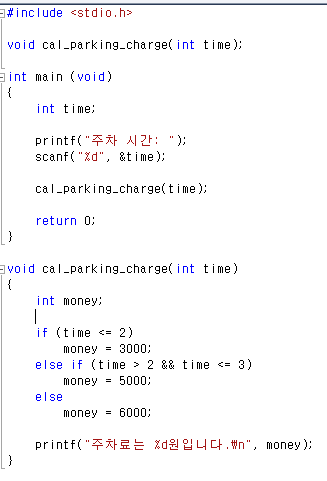 #include <stdio.h>
void cal_parking_charge(int time);
int main (void)
{
int time;
printf("주차 시간: ");
scanf("%d", &time);
cal_parking_charge(time);
return 0;
}
void cal_parking_charge(int time)
{
int money;
if (time <= 2)
money = 3000;
else if (time > 2 && time <= 3)
money = 5000;
else
money = 6000;
printf("주차료는 %d원입니다.₩n", money);
}